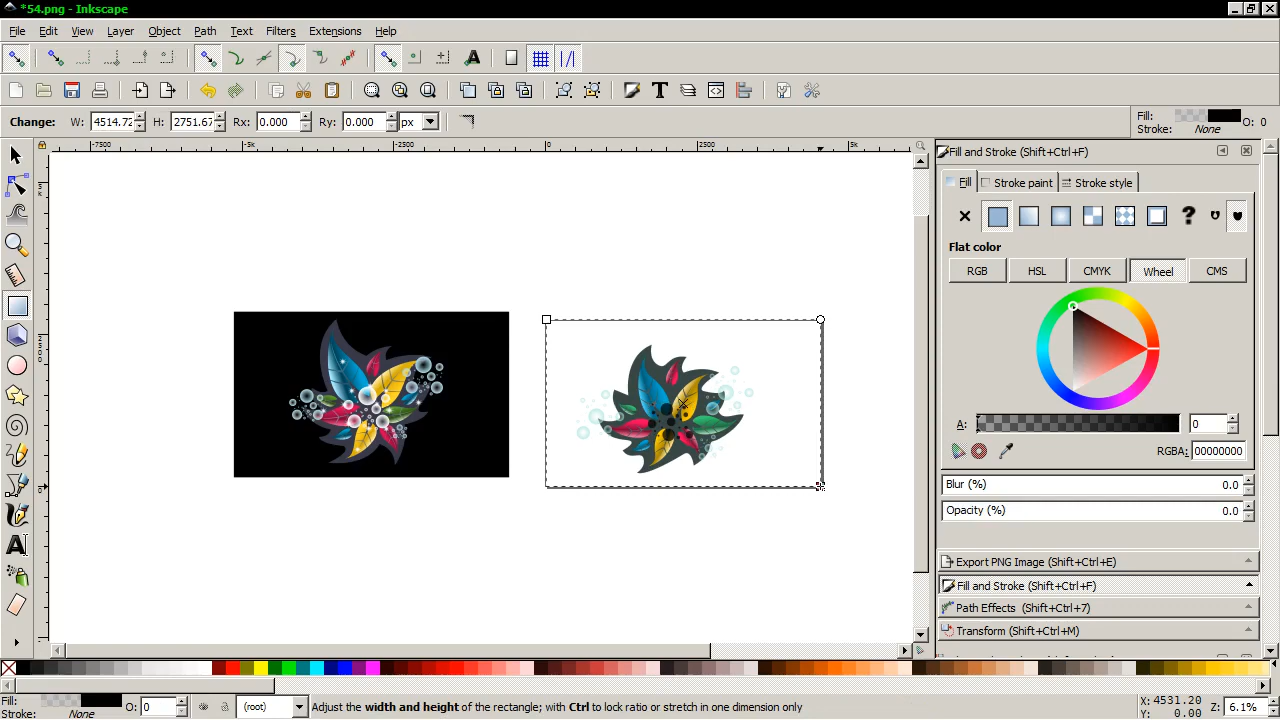 *54.png - Inkscape
File Edit View Layer Object Path Text Filters Extensions Help
Change: W: 4514.72 H: 2751.67 Rx: 0.000 Ry: 0.000 px
Fill: O: 0
Stroke: None
-7500 -5k -2500 0 2500 5k
Fill and Stroke (Shift+Ctrl+F)
Fill Stroke paint Stroke style
Flat color
RGB HSL CMYK Wheel CMS
A: 0
RGBA: 00000000
Blur (%) 0.0
Opacity (%) 0.0
Export PNG Image (Shift+Ctrl+E)
Fill and Stroke (Shift+Ctrl+F)
Path Effects (Shift+Ctrl+7)
Transform (Shift+Ctrl+M)
Fill: O: 0 (root) Adjust the width and height of the rectangle; with Ctrl to lock ratio or stretch in one dimension only X: 4531.20 Z: 6.1%
Stroke: None Y: 0.00